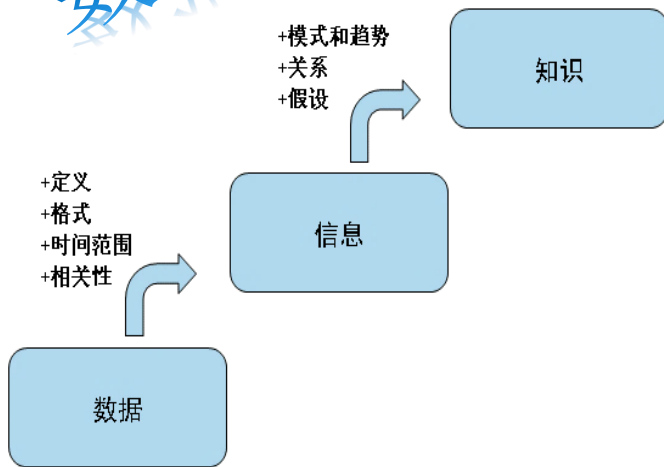 +模式和趋势
+关系
+假设
知识
+定义
+格式
+时间范围
+相关性
信息
数据